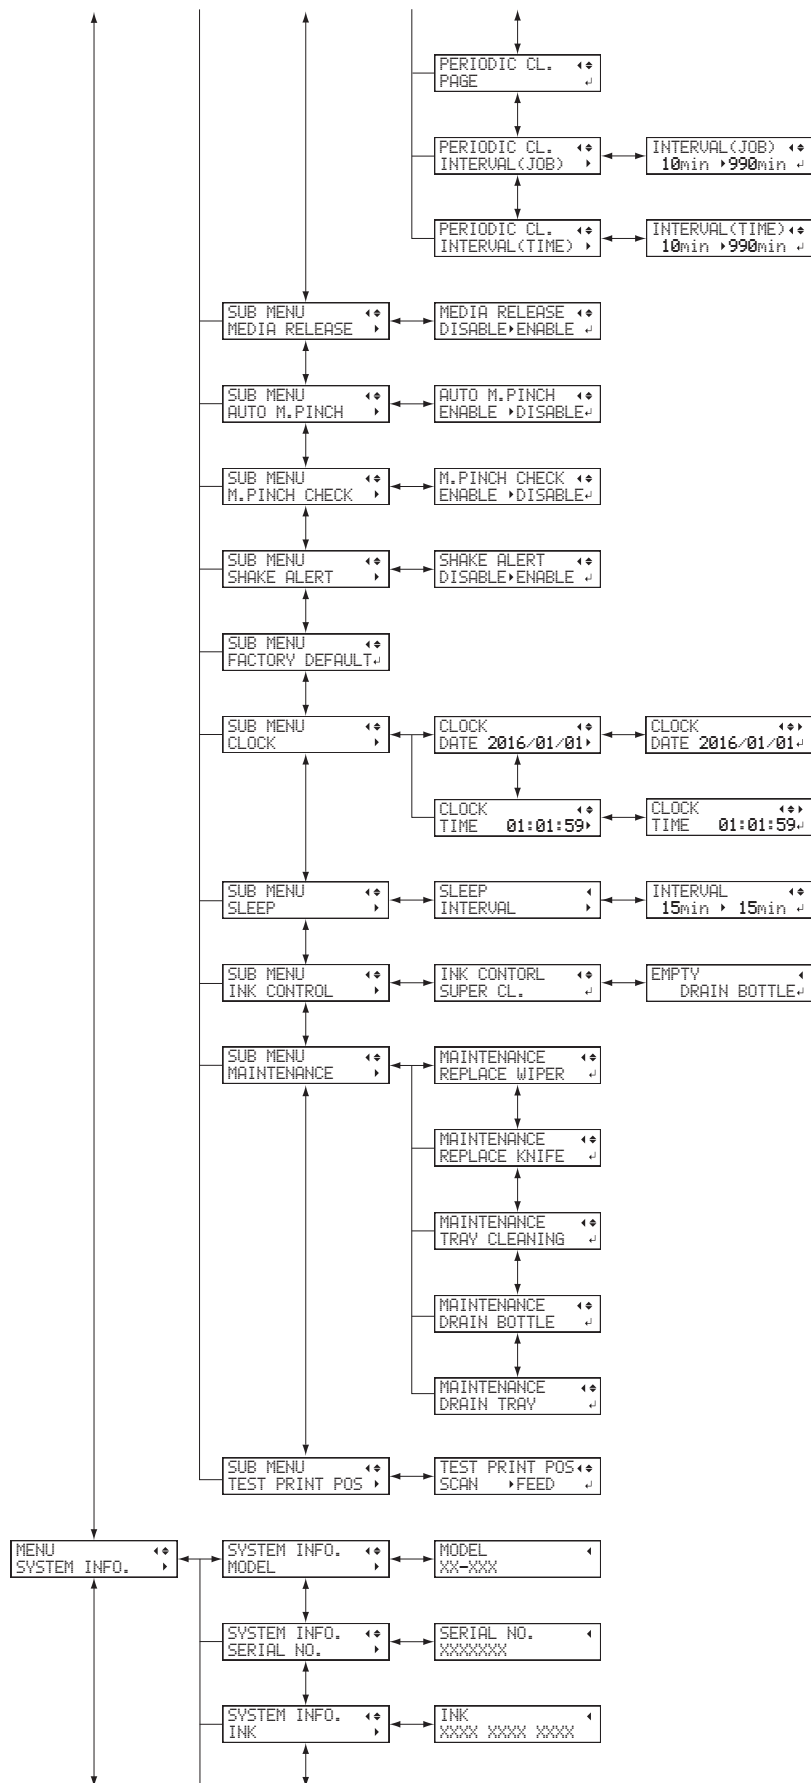 PERIODIC CL.
PAGE
PERIODIC CL.
INTERVAL(JOB)
INTERVAL(JOB)
10min 990min
PERIODIC CL.
INTERVAL(TIME)
INTERVAL(TIME)
10min 990min
SUB MENU
MEDIA RELEASE
MEDIA RELEASE
DISABLE ENABLE
SUB MENU
AUTO M.PINCH
AUTO M.PINCH
ENABLE DISABLE
SUB MENU
M.PINCH CHECK
M.PINCH CHECK
ENABLE DISABLE
SUB MENU
SHAKE ALERT
SHAKE ALERT
DISABLE ENABLE
SUB MENU
FACTORY DEFAULT
SUB MENU
CLOCK
CLOCK
DATE 2016/01/01
CLOCK
DATE 2016/01/01
CLOCK
TIME 01:01:59
CLOCK
TIME 01:01:59
SUB MENU
SLEEP
SLEEP
INTERVAL
INTERVAL
15min 15min
SUB MENU
INK CONTROL
INK CONTORL
SUPER CL.
EMPTY
DRAIN BOTTLE
SUB MENU
MAINTENANCE
MAINTENANCE
REPLACE WIPER
MAINTENANCE
REPLACE KNIFE
MAINTENANCE
TRAY CLEANING
MAINTENANCE
DRAIN BOTTLE
MAINTENANCE
DRAIN TRAY
SUB MENU
TEST PRINT POS
TEST PRINT POS
SCAN FEED
MENU
SYSTEM INFO.
SYSTEM INFO.
MODEL
MODEL
XX-XXX
SYSTEM INFO.
SERIAL NO.
SERIAL NO.
XXXXXXX
SYSTEM INFO.
INK
INK
XXXX XXXX XXXX